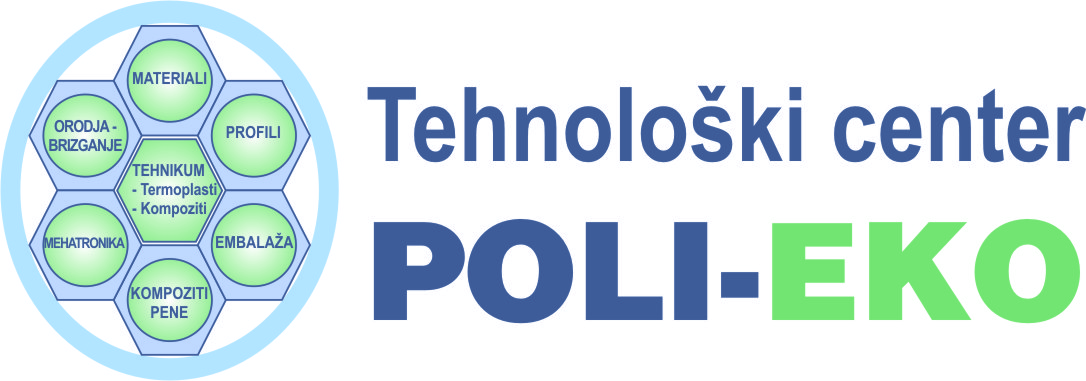 MATERIALI
ORODJA -
BRIZGANJE
PROFILI
TEHNIKUM
- Termoplasti
- Kompoziti
MEHATRONIKA
EMBALAŽA
KOMPOZITI
PENE
Tehnološki center
POLI-EKO